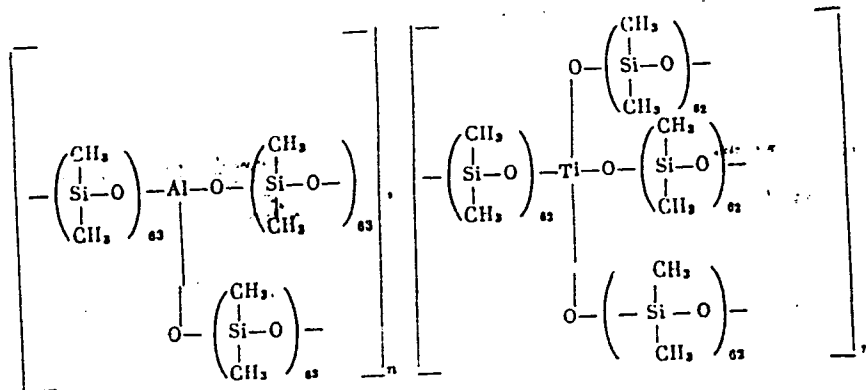 CH₃ CH₃
—(Si—O)₆₃—Al—O—(Si—O—)₆₃
CH₃ CH₃
CH₃
O—(Si—O)₆₃—
CH₃
n
,
CH₃
O—(Si—O)₆₂—
CH₃
CH₃ CH₃
—(Si—O)₆₂—Ti—O—(Si—O)₆₂—
CH₃ CH₃
CH₃
O—(—Si—O)₆₂—
CH₃